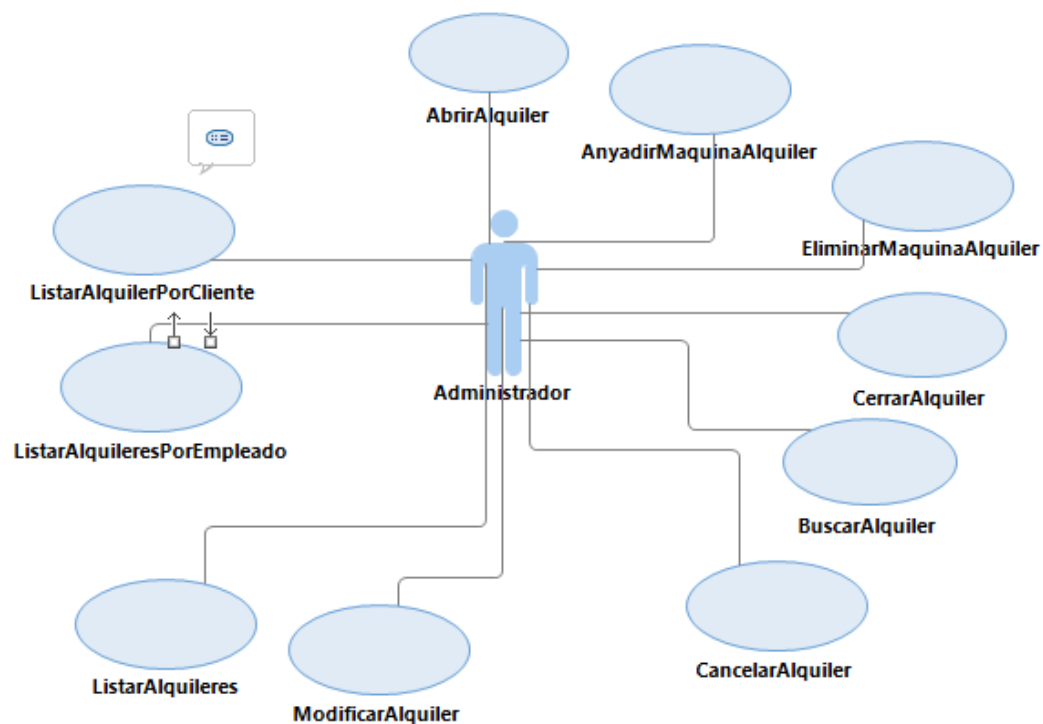 AbrirAlquiler
AnyadirMaquinaAlquiler
EliminarMaquinaAlquiler
ListarAlquilerPorCliente
Administrador
CerrarAlquiler
ListarAlquileresPorEmpleado
BuscarAlquiler
CancelarAlquiler
ListarAlquileres
ModificarAlquiler